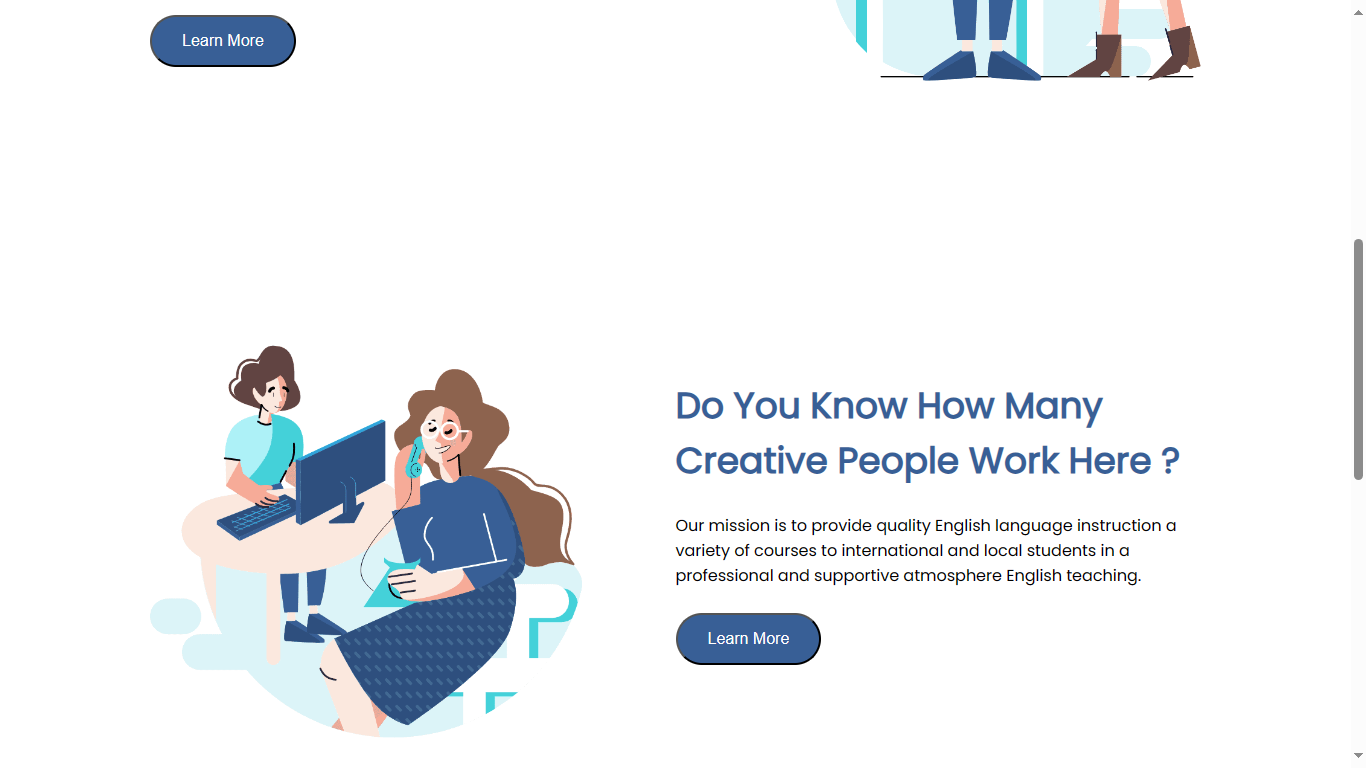 Learn More
Do You Know How Many
Creative People Work Here ?
Our mission is to provide quality English language instruction a
variety of courses to international and local students in a
professional and supportive atmosphere English teaching.
Learn More